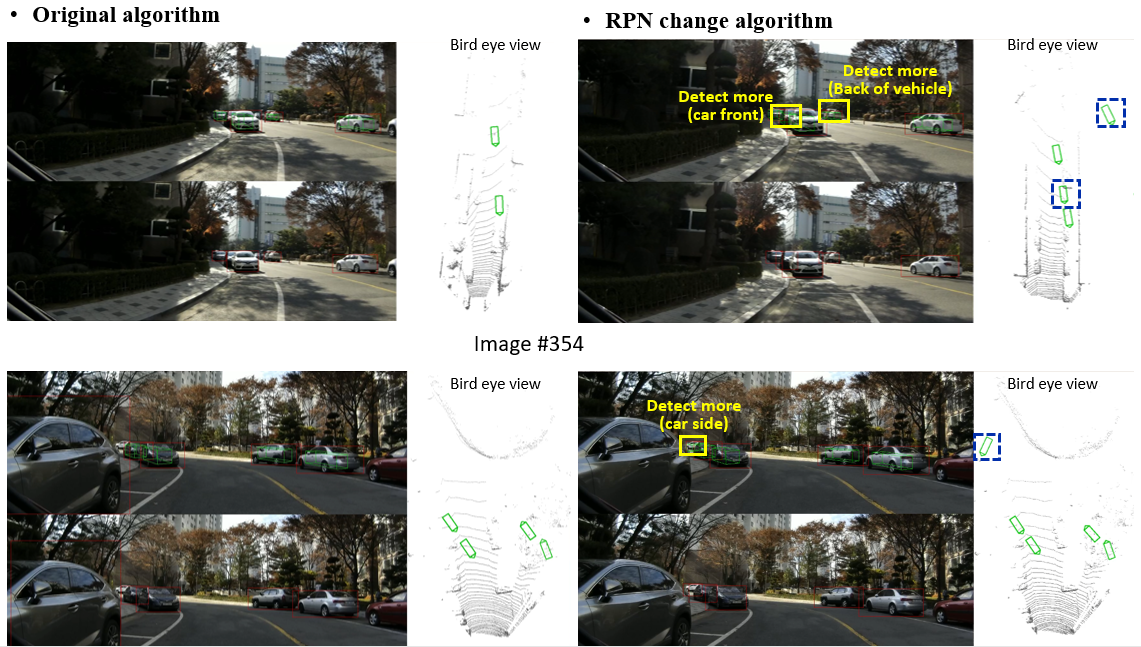 • Original algorithm
• RPN change algorithm
Bird eye view
Bird eye view
Detect more
(Back of vehicle)
Detect more
(car front)
Image #354
Bird eye view
Bird eye view
Detect more
(car side)